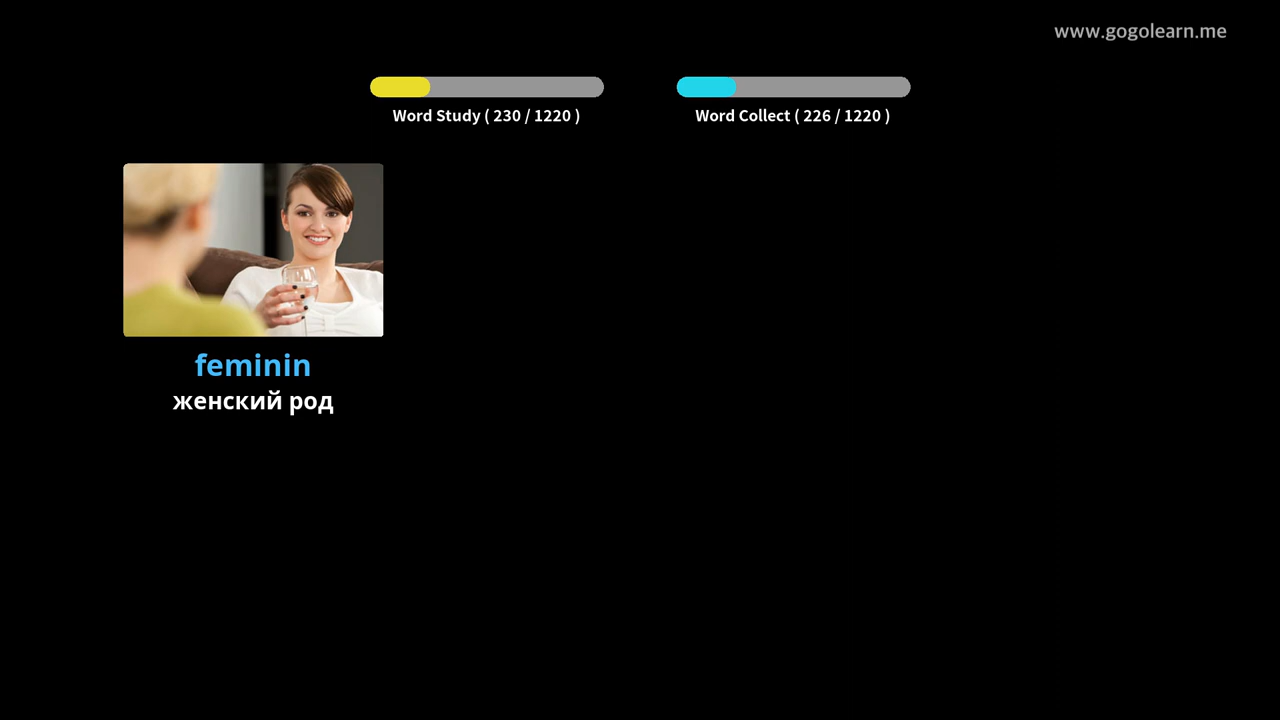 www.gogolearn.me
Word Study ( 230 / 1220 )
Word Collect ( 226 / 1220 )
feminin
женский род